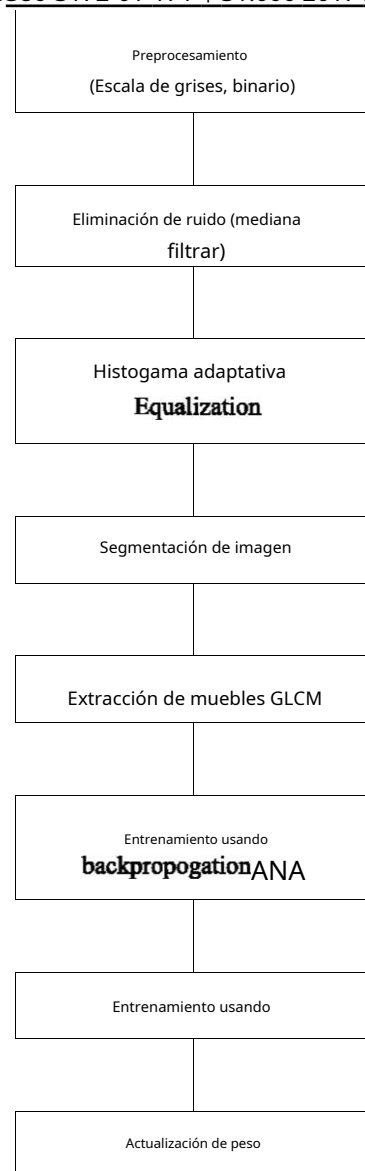 Preprocesamiento
(Escala de grises, binario)
Eliminación de ruido (mediana
filtrar)
Histogama adaptativa
Equalization
Segmentación de imagen
Extracción de muebles GLCM
Entrenamiento usando
backpropogationANA
Entrenamiento usando
Actualización de peso